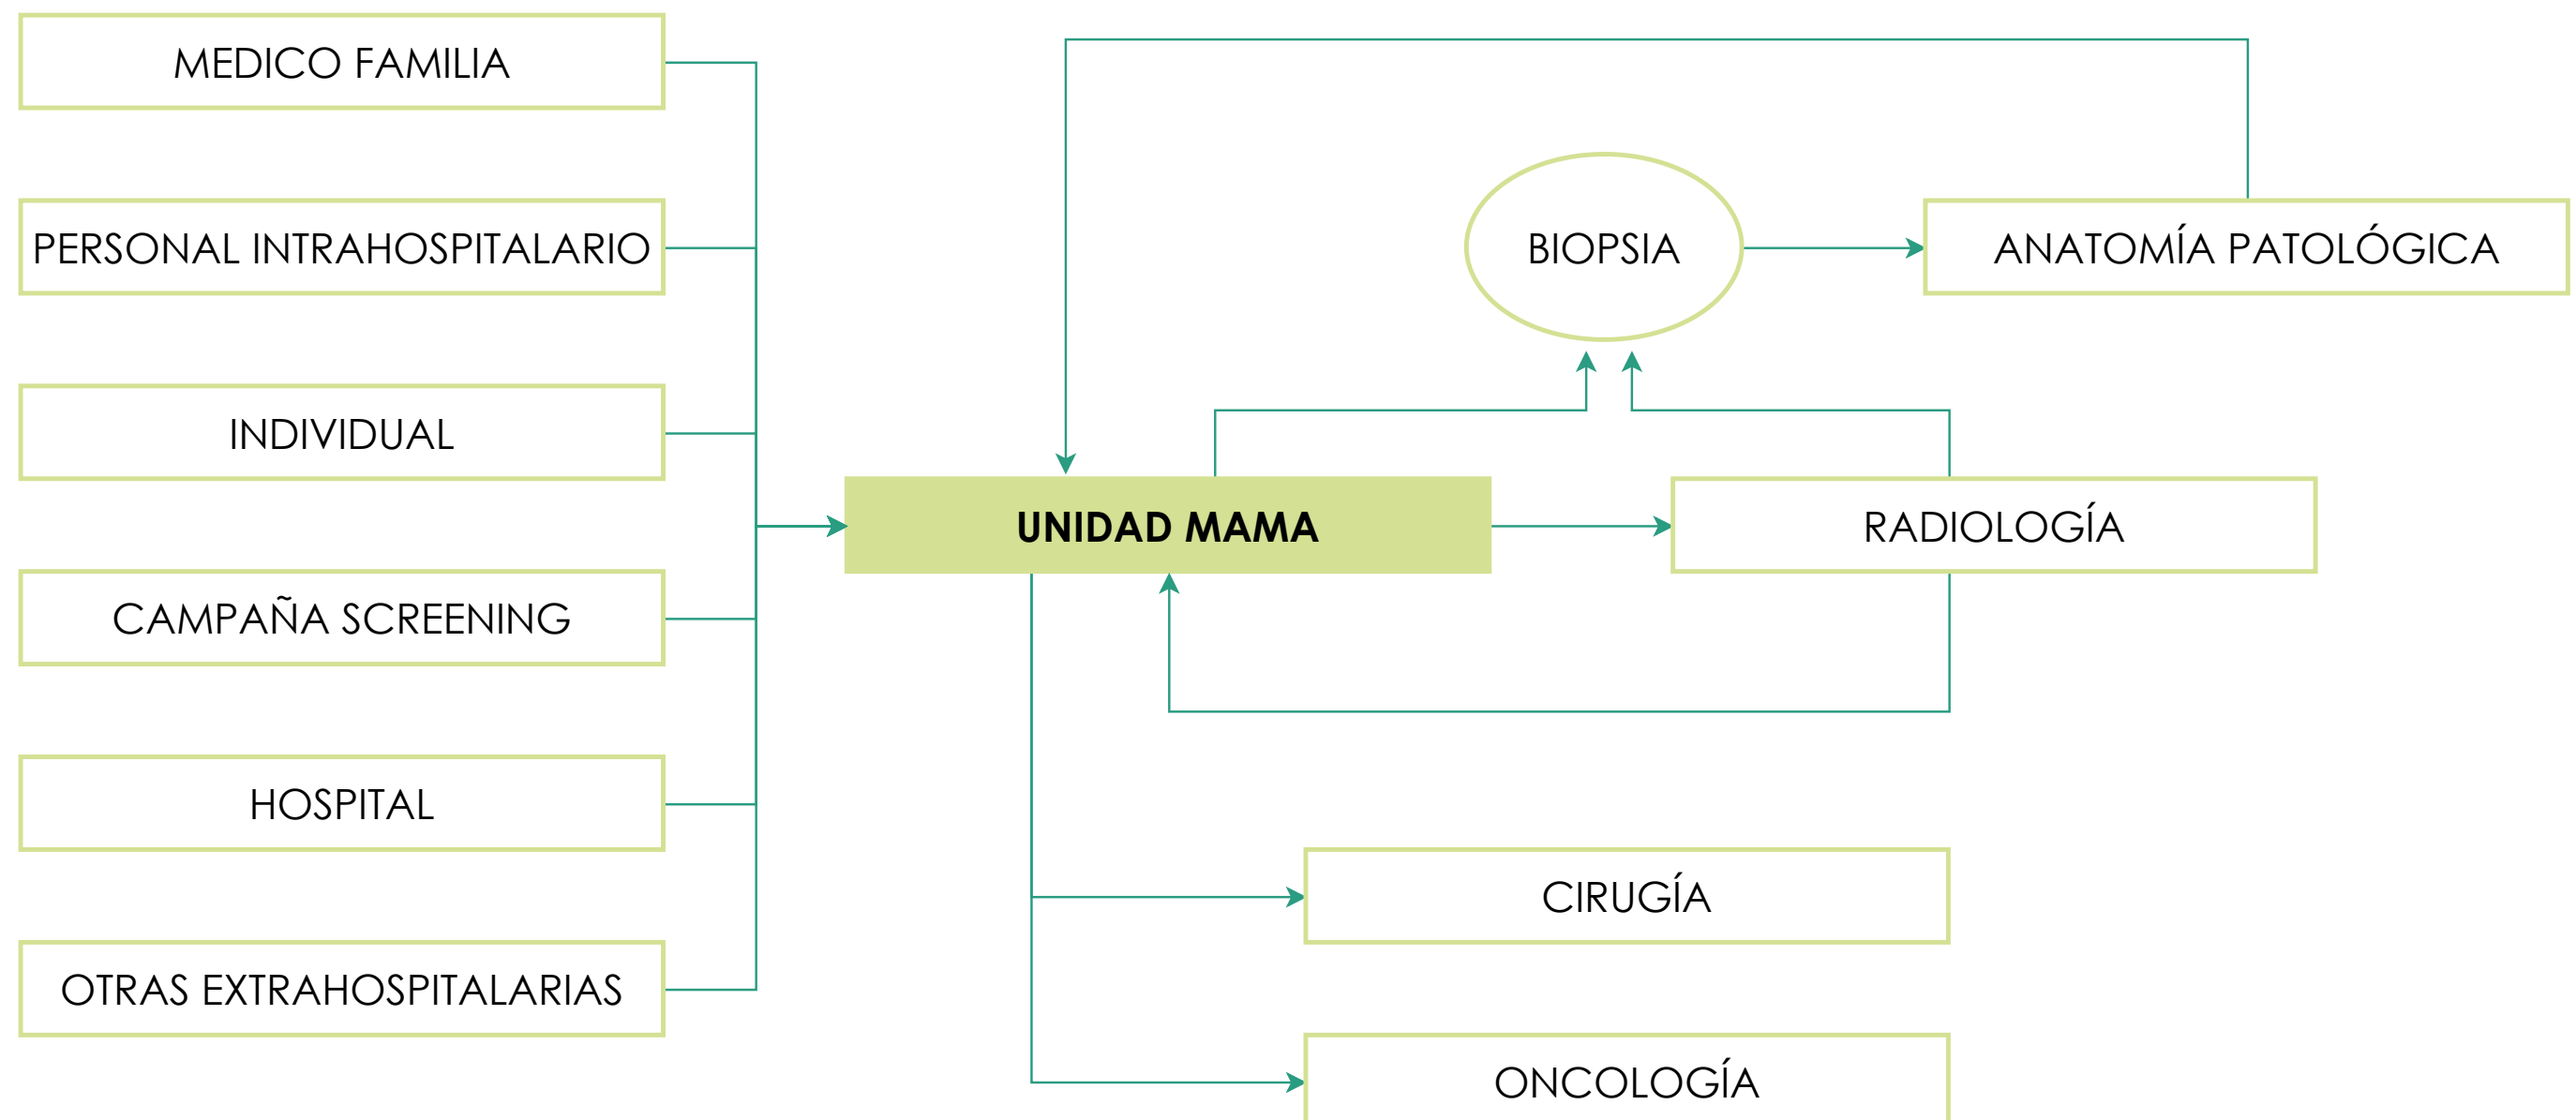 MEDICO FAMILIA
PERSONAL INTRAHOSPITALARIO
INDIVIDUAL
CAMPAÑA SCREENING
HOSPITAL
OTRAS EXTRAHOSPITALARIAS
UNIDAD MAMA
BIOPSIA
ANATOMÍA PATOLÓGICA
RADIOLOGÍA
CIRUGÍA
ONCOLOGÍA